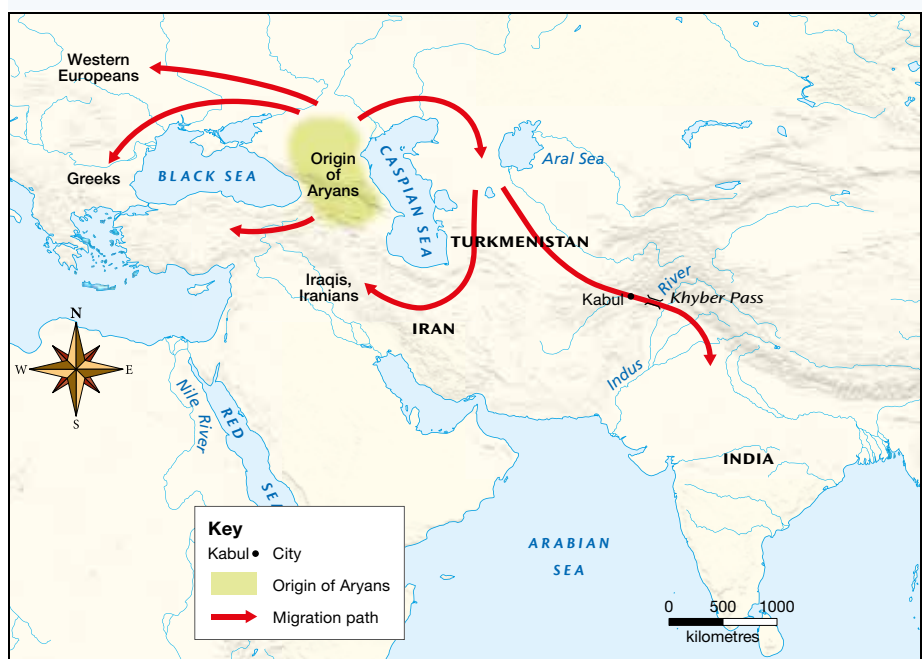 Western
Europeans
Greeks
BLACK SEA
Origin
of
Aryans
CASPIAN SEA
Aral Sea
TURKMENISTAN
Iraqis,
Iranians
IRAN
Kabul
River
Khyber Pass
Indus
N
W
E
S
Nile River
RED
SE
INDIA
ARABIAN
SEA
Key
Kabul City
Origin of Aryans
Migration path
0 500 1000
kilometres